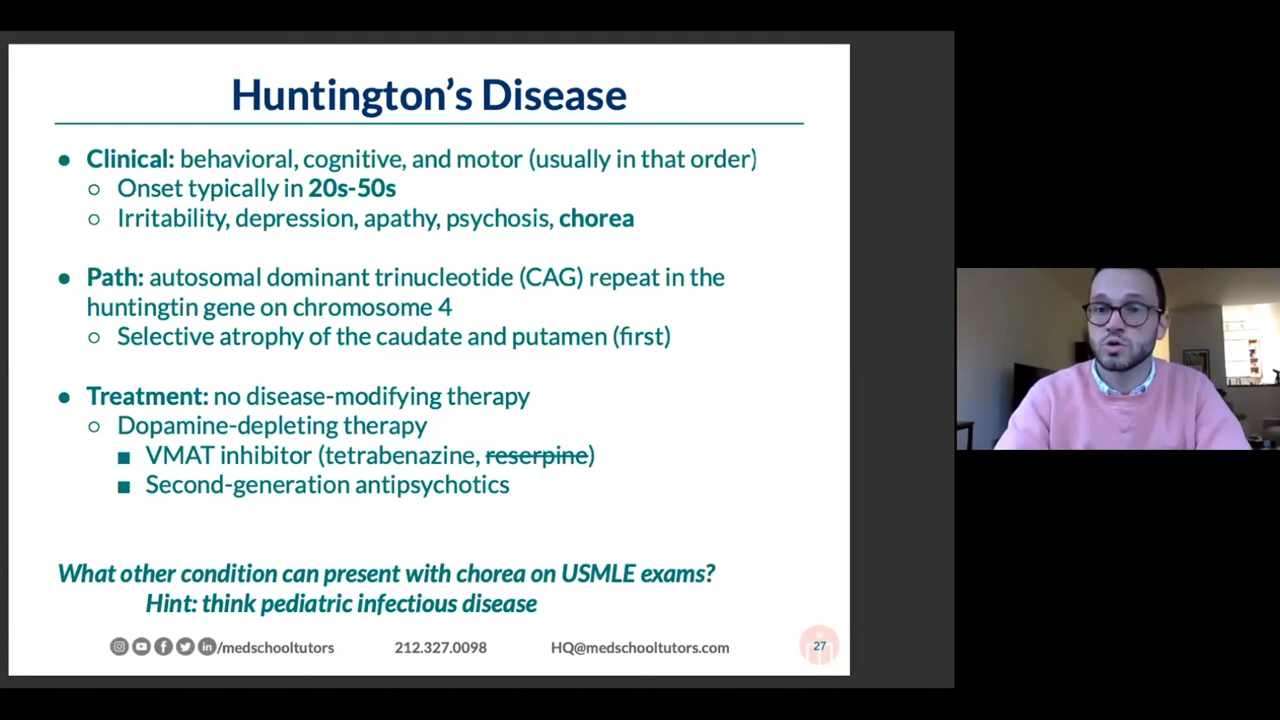 Huntington's Disease
● Clinical: behavioral, cognitive, and motor (usually in that order)
○ Onset typically in 20s-50s
○ Irritability, depression, apathy, psychosis, chorea
● Path: autosomal dominant trinucleotide (CAG) repeat in the
huntingtin gene on chromosome 4
○ Selective atrophy of the caudate and putamen (first)
● Treatment: no disease-modifying therapy
○ Dopamine-depleting therapy
■ VMAT inhibitor (tetrabenazine, reserpine)
■ Second-generation antipsychotics
What other condition can present with chorea on USMLE exams?
Hint: think pediatric infectious disease
/medschooltutors 212.327.0098 HQ@medschooltutors.com 27